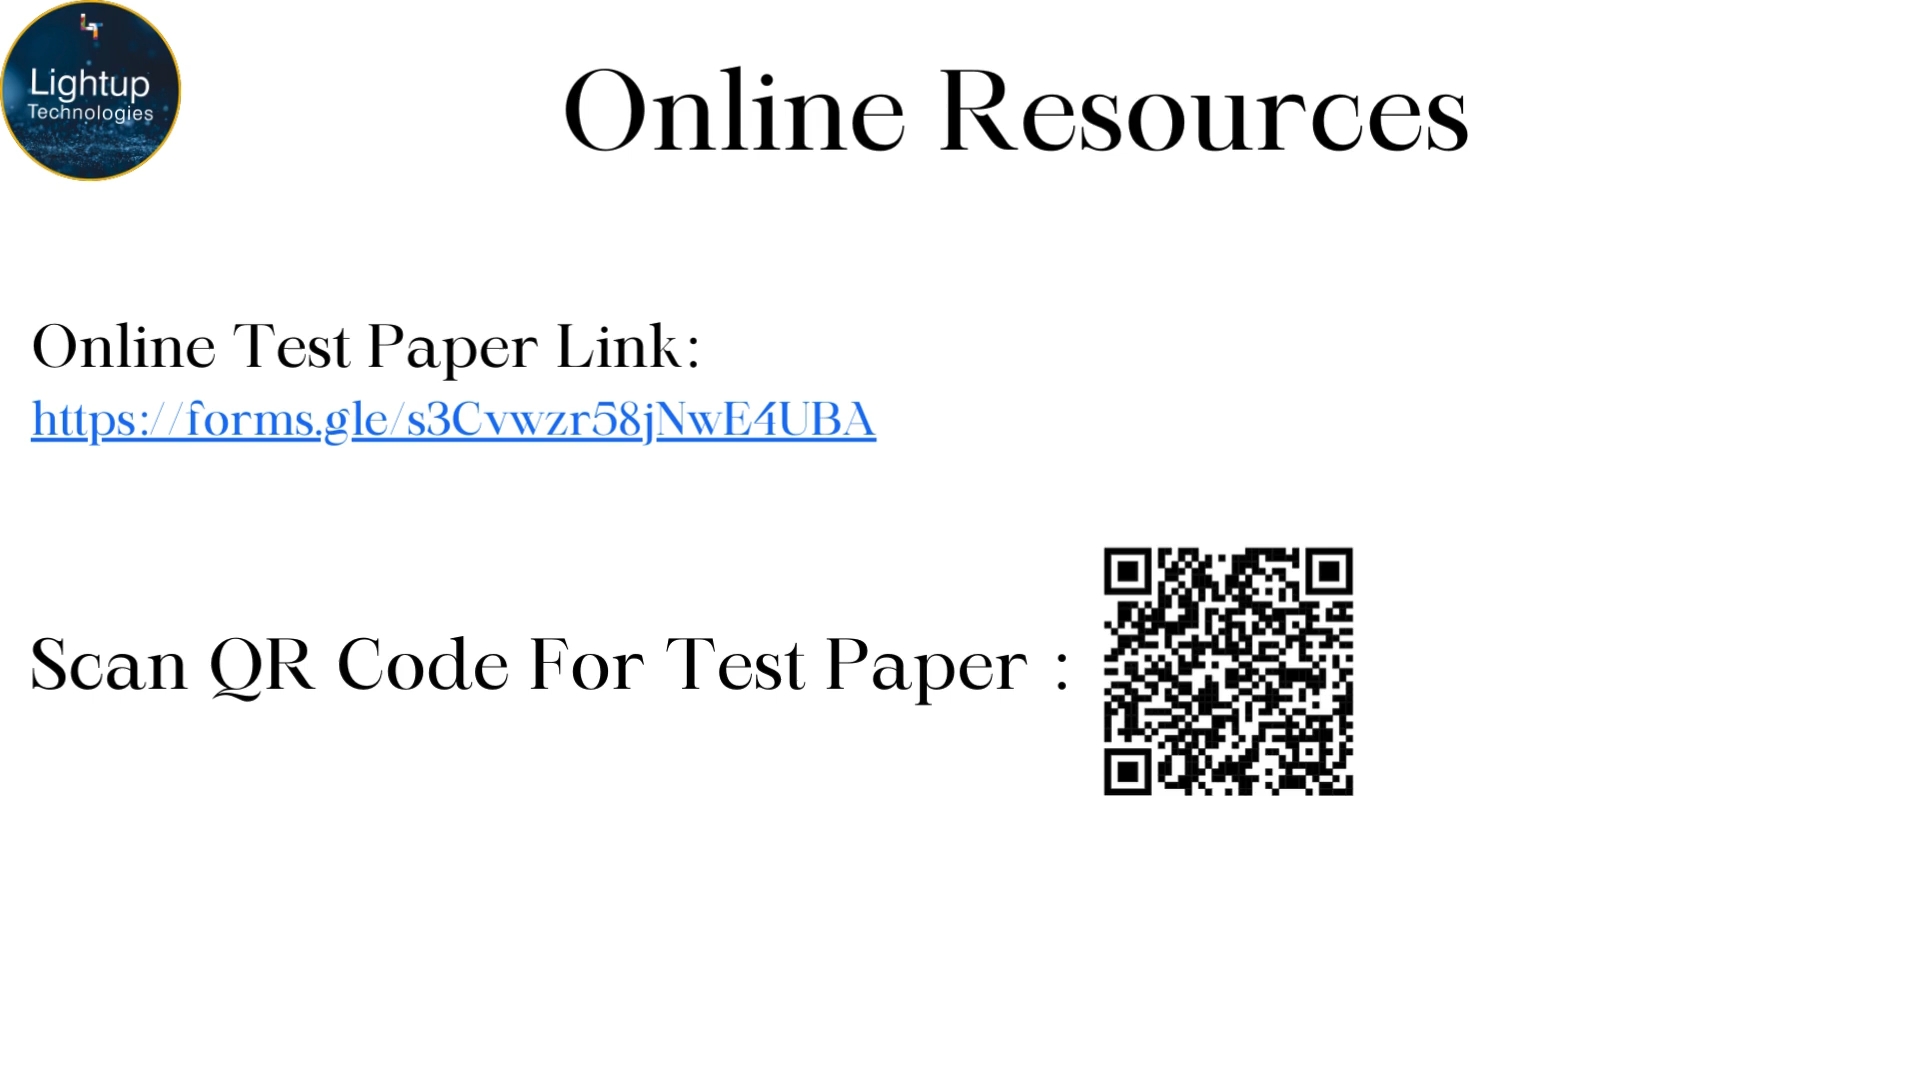 Lightup
Technologies
Online Resources
Online Test Paper Link:
https://forms.gle/s3Cvwzr58jNwE4UBA
Scan QR Code For Test Paper :